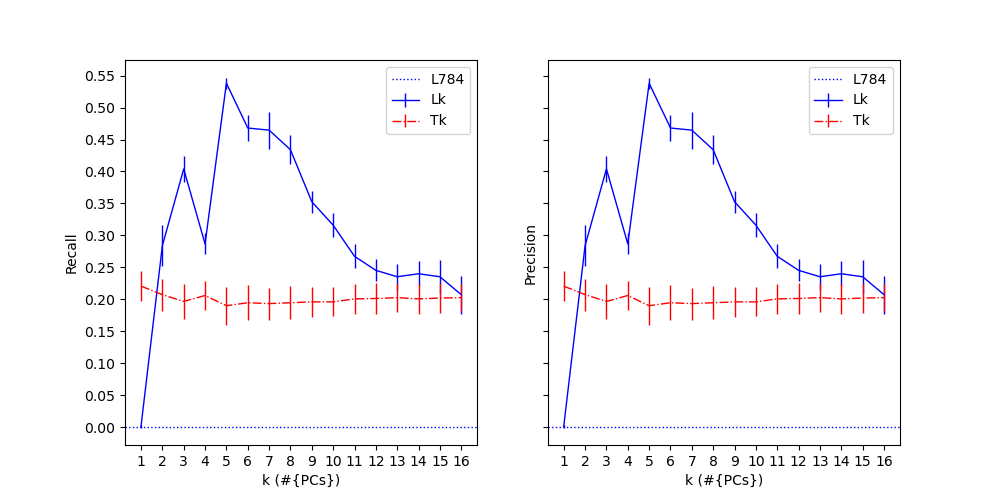 Recall
0.55
0.50
0.45
0.40
0.35
0.30
0.25
0.20
0.15
0.10
0.05
0.00
L784
Lk
Tk
1 2 3 4 5 6 7 8 9 10 11 12 13 14 15 16
k (#{PCs})
Precision
L784
Lk
Tk
1 2 3 4 5 6 7 8 9 10 11 12 13 14 15 16
k (#{PCs})